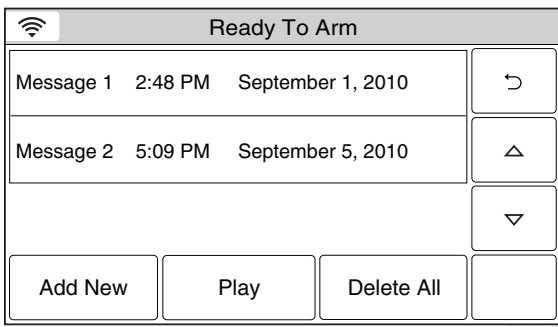 Ready To Arm
Message 1 2:48 PM September 1, 2010
Message 2 5:09 PM September 5, 2010
Add New Play Delete All